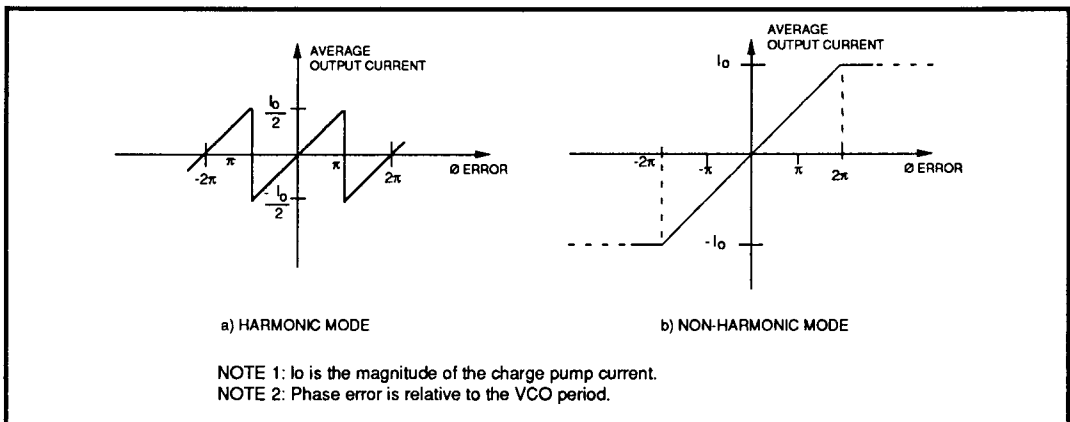 AVERAGE
OUTPUT CURRENT
Io
2
-2π
π
π
2π
Ø ERROR
- Io
2
a) HARMONIC MODE
AVERAGE
OUTPUT CURRENT
Io
-2π
-π
π
2π
Ø ERROR
- Io
b) NON-HARMONIC MODE
NOTE 1: Io is the magnitude of the charge pump current.
NOTE 2: Phase error is relative to the VCO period.